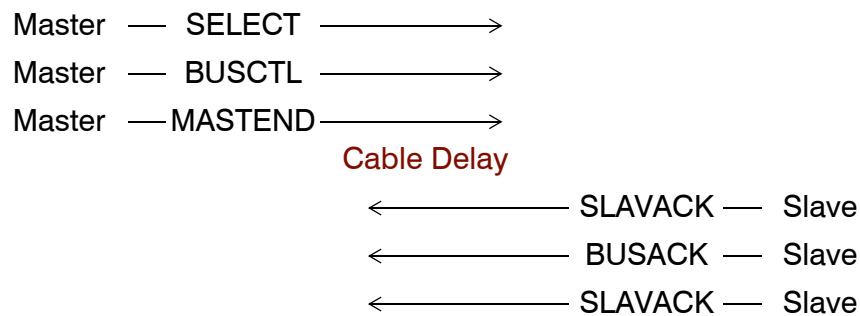 Master SELECT
Master BUSCTL
Master MASTEND
Cable Delay
SLAVACK Slave
BUSACK Slave
SLAVACK Slave